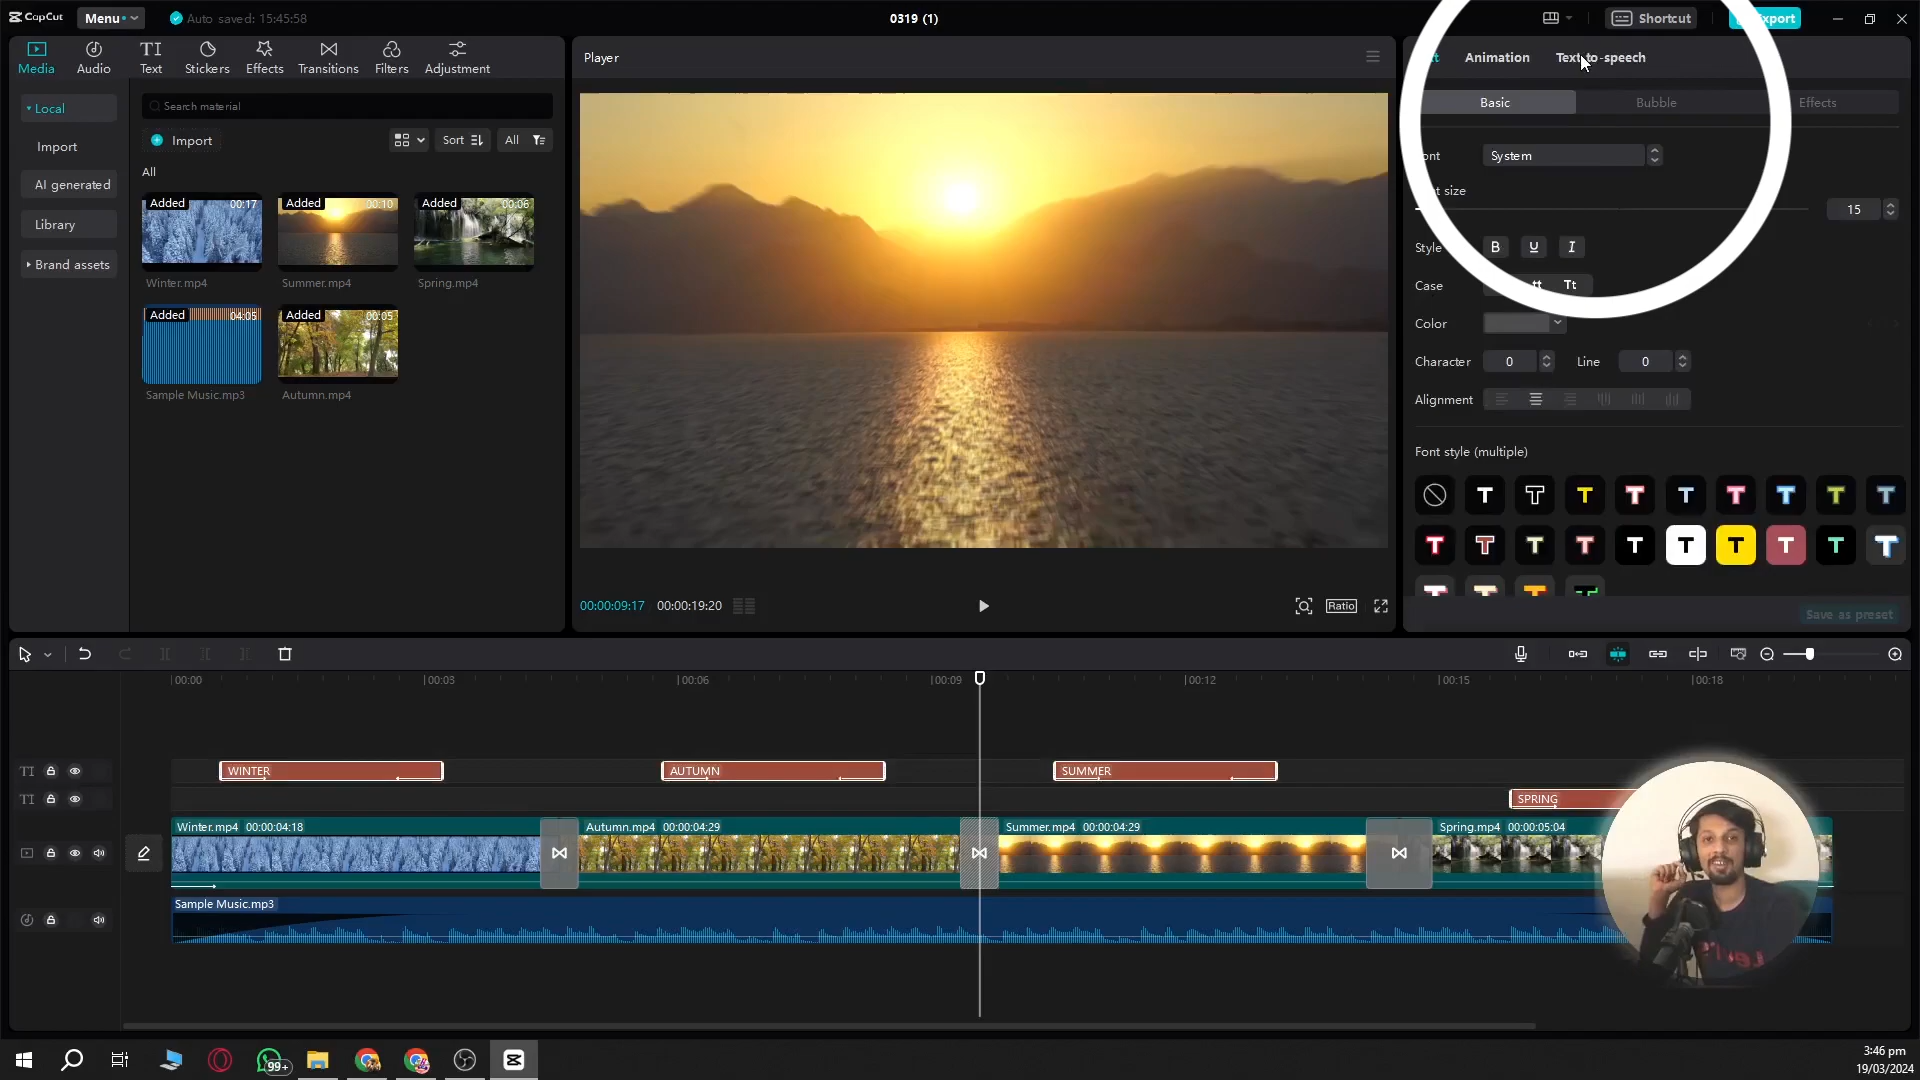 CapCut
Menu
Auto saved: 15:45:58
0319 (1)
Shortcut
xport
Media
Audio
Text
Stickers
Effects
Transitions
Filters
Adjustment
Local
Import
AI generated
Library
Brand assets
Search material
Import
Sort
All
All
Added 00:17
Winter.mp4
Added 00:10
Summer.mp4
Added 00:06
Spring.mp4
Added 04:05
Sample Music.mp3
Added 00:05
Autumn.mp4
Player
00:00:09:17 00:00:19:20
Ratio
Animation
Text-to-speech
Basic
Bubble
Effects
ont
System
t size
15
Style
B U I
Case
tt Tt
Color
Character 0
Line 0
Alignment
Font style (multiple)
T T T T T T T T T
T T T T T T T T T T
Save as preset
00:00
00:03
00:06
00:09
00:12
00:15
00:18
TI
WINTER
AUTUMN
SUMMER
TI
SPRING
Winter.mp4 00:00:04:18
Autumn.mp4 00:00:04:29
Summer.mp4 00:00:04:29
Spring.mp4 00:00:05:04
Sample Music.mp3
99+
3:46 pm
19/03/2024